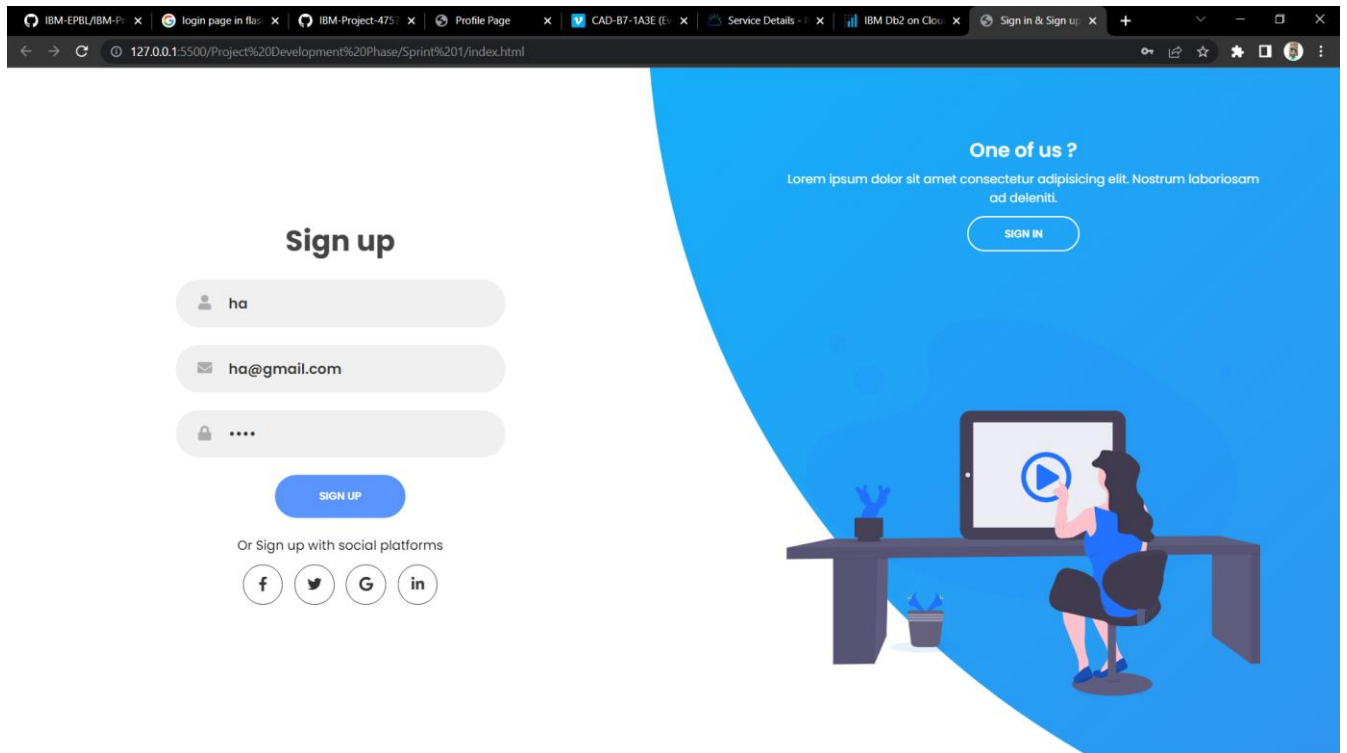 IBM-EPBL/IBM-Pr
login page in flas
IBM-Project-4757
Profile Page
CAD-B7-1A3E (Ev
Service Details - I
IBM Db2 on Clou
Sign in & Sign up
127.0.0.1:5500/Project%20Development%20Phase/Sprint%201/index.html
Sign up
ha
ha@gmail.com
••••
SIGN UP
Or Sign up with social platforms
f
G
in
One of us ?
Lorem ipsum dolor sit amet consectetur adipisicing elit. Nostrum laboriosam
ad deleniti.
SIGN IN